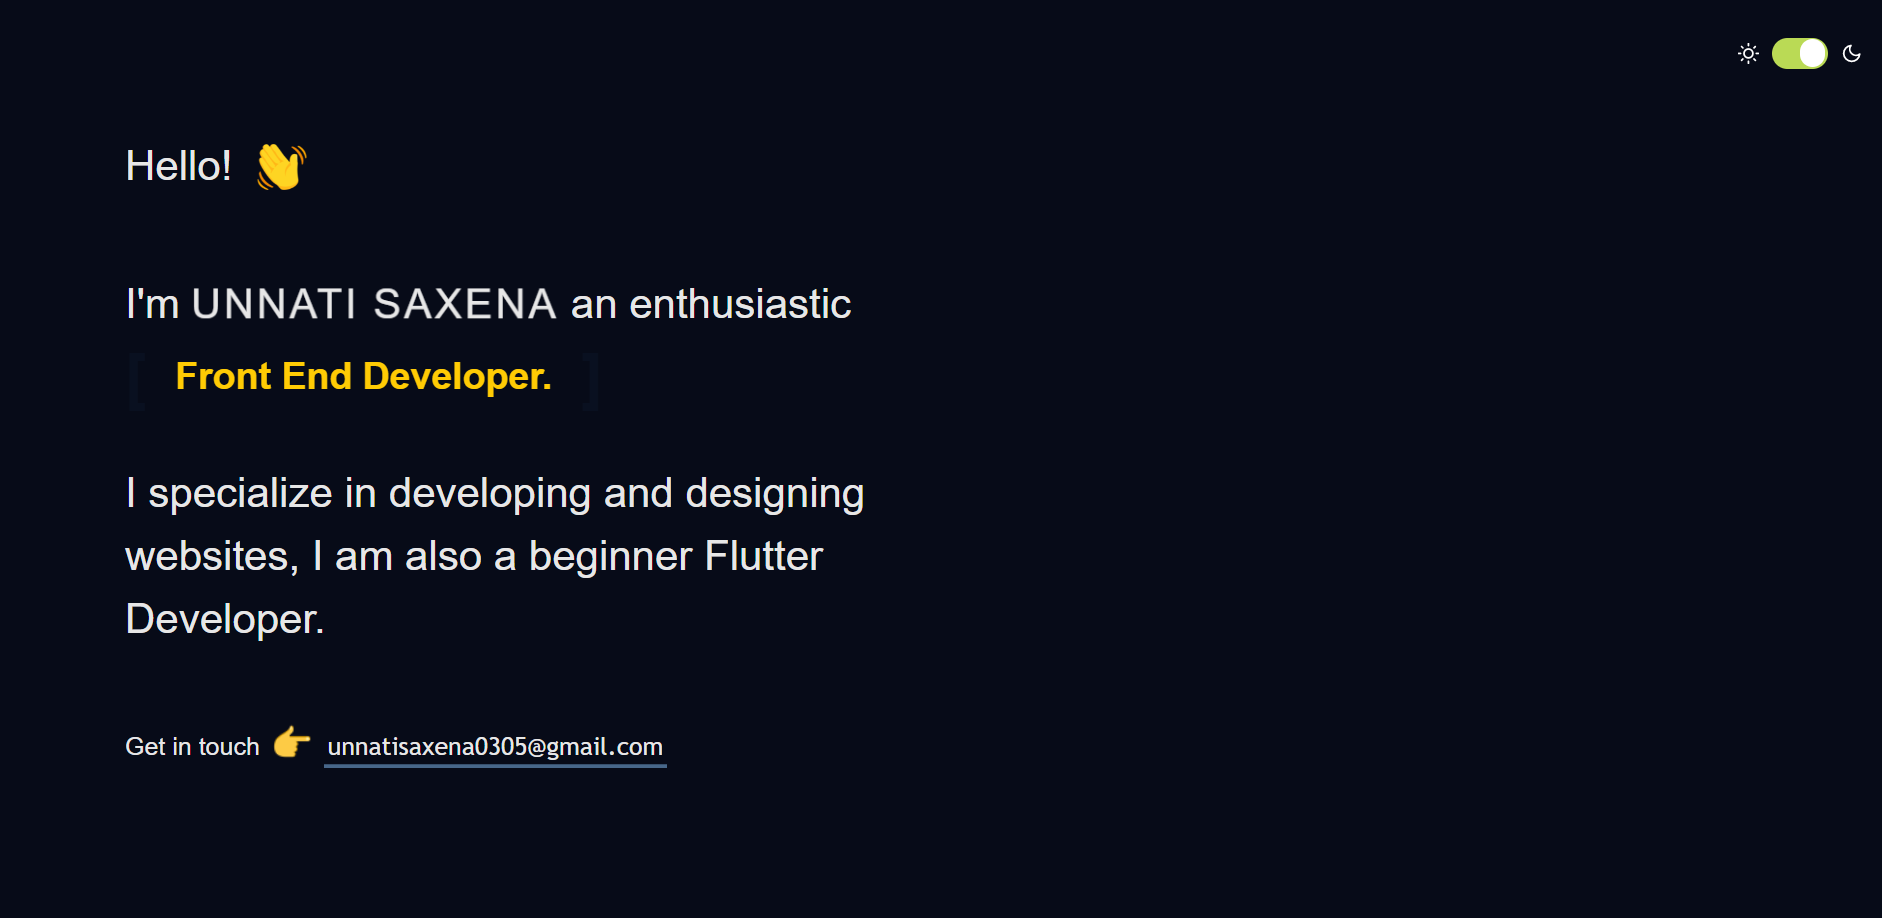 Hello! 👋
I'm UNNATI SAXENA an enthusiastic
[ Front End Developer. ]
I specialize in developing and designing
websites, I am also a beginner Flutter
Developer.
Get in touch 👉 unnatisaxena0305@gmail.com